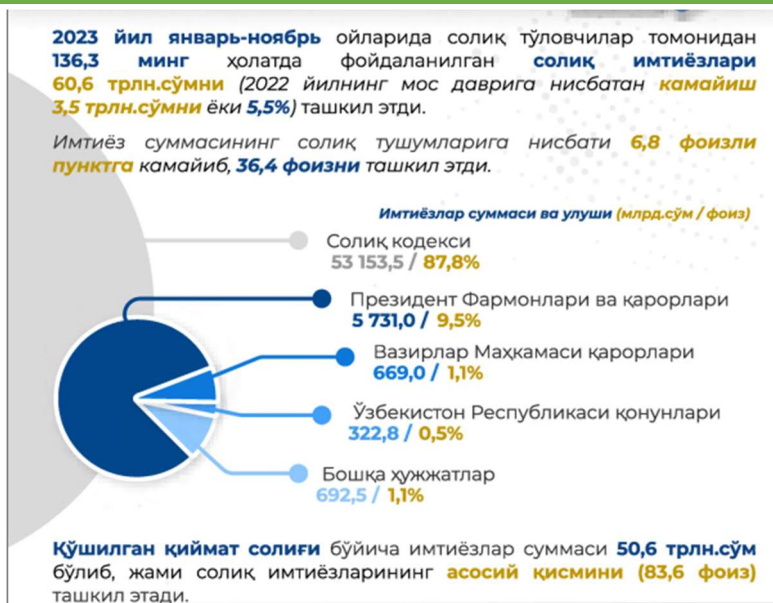 2023 йил январь-ноябрь ойларида солиқ тўловчилар томонидан
136,3 минг ҳолатда фойдаланилган солиқ имтиёзлари
60,6 трлн.сўмни (2022 йилнинг мос даврига нисбатан камайиш
3,5 трлн.сўмни ёки 5,5%) ташкил этди.
Имтиёз суммасининг солиқ тушумларига нисбати 6,8 фоизли
пунктга камайиб, 36,4 фоизни ташкил этди.
Имтиёзлар суммаси ва улуши (млрд.сўм / фоиз)
Солиқ кодекси
53 153,5 / 87,8%
Президент Фармонлари ва қарорлари
5 731,0 / 9,5%
Вазирлар Маҳкамаси қарорлари
669,0 / 1,1%
Ўзбекистон Республикаси қонунлари
322,8 / 0,5%
Бошқа ҳужжатлар
692,5 / 1,1%
Қўшилган қиймат солиғи бўйича имтиёзлар суммаси 50,6 трлн.сўм
бўлиб, жами солиқ имтиёзларининг асосий қисмини (83,6 фоиз)
ташкил этади.